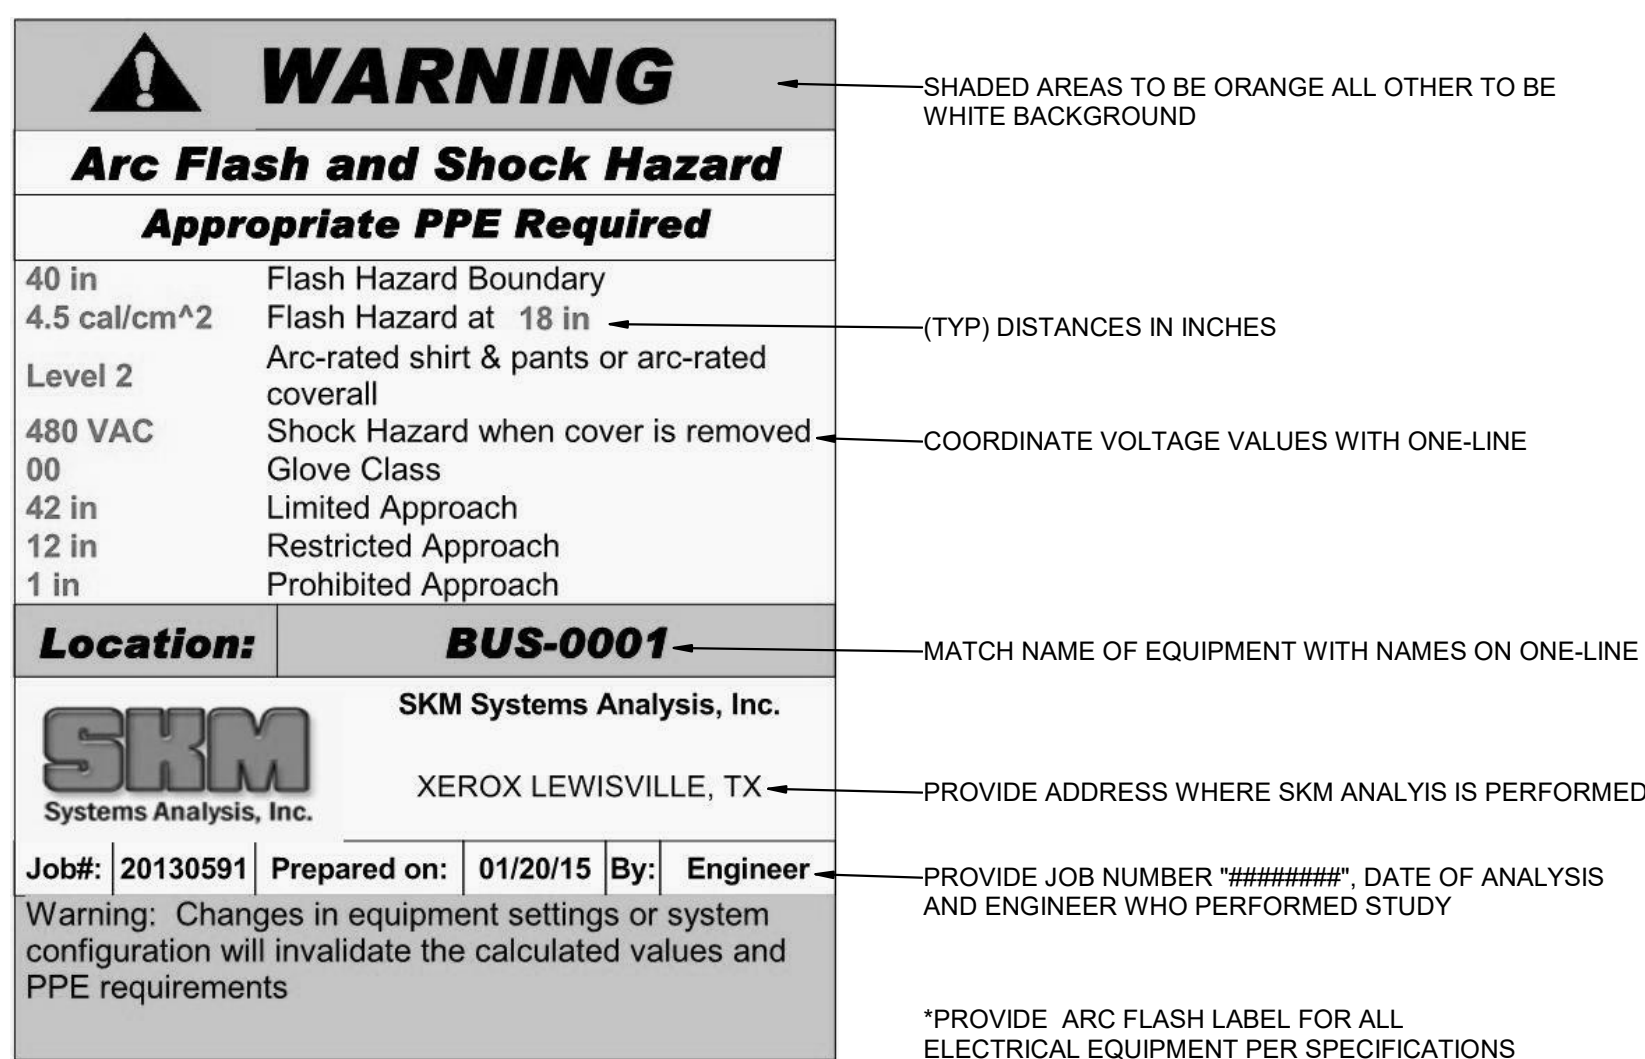 WARNING
SHADED AREAS TO BE ORANGE ALL OTHER TO BE
WHITE BACKGROUND
Arc Flash and Shock Hazard
Appropriate PPE Required
40 in Flash Hazard Boundary
4.5 cal/cm^2 Flash Hazard at 18 in
(TYP) DISTANCES IN INCHES
Level 2 Arc-rated shirt & pants or arc-rated
coverall
480 VAC Shock Hazard when cover is removed
COORDINATE VOLTAGE VALUES WITH ONE-LINE
00 Glove Class
42 in Limited Approach
12 in Restricted Approach
1 in Prohibited Approach
Location: BUS-0001
MATCH NAME OF EQUIPMENT WITH NAMES ON ONE-LINE
SKM
Systems Analysis, Inc.
SKM Systems Analysis, Inc.
XEROX LEWISVILLE, TX
PROVIDE ADDRESS WHERE SKM ANALYIS IS PERFORMED
Job#: 20130591 Prepared on: 01/20/15 By: Engineer
PROVIDE JOB NUMBER "########", DATE OF ANALYSIS
AND ENGINEER WHO PERFORMED STUDY
Warning: Changes in equipment settings or system
configuration will invalidate the calculated values and
PPE requirements
*PROVIDE ARC FLASH LABEL FOR ALL
ELECTRICAL EQUIPMENT PER SPECIFICATIONS